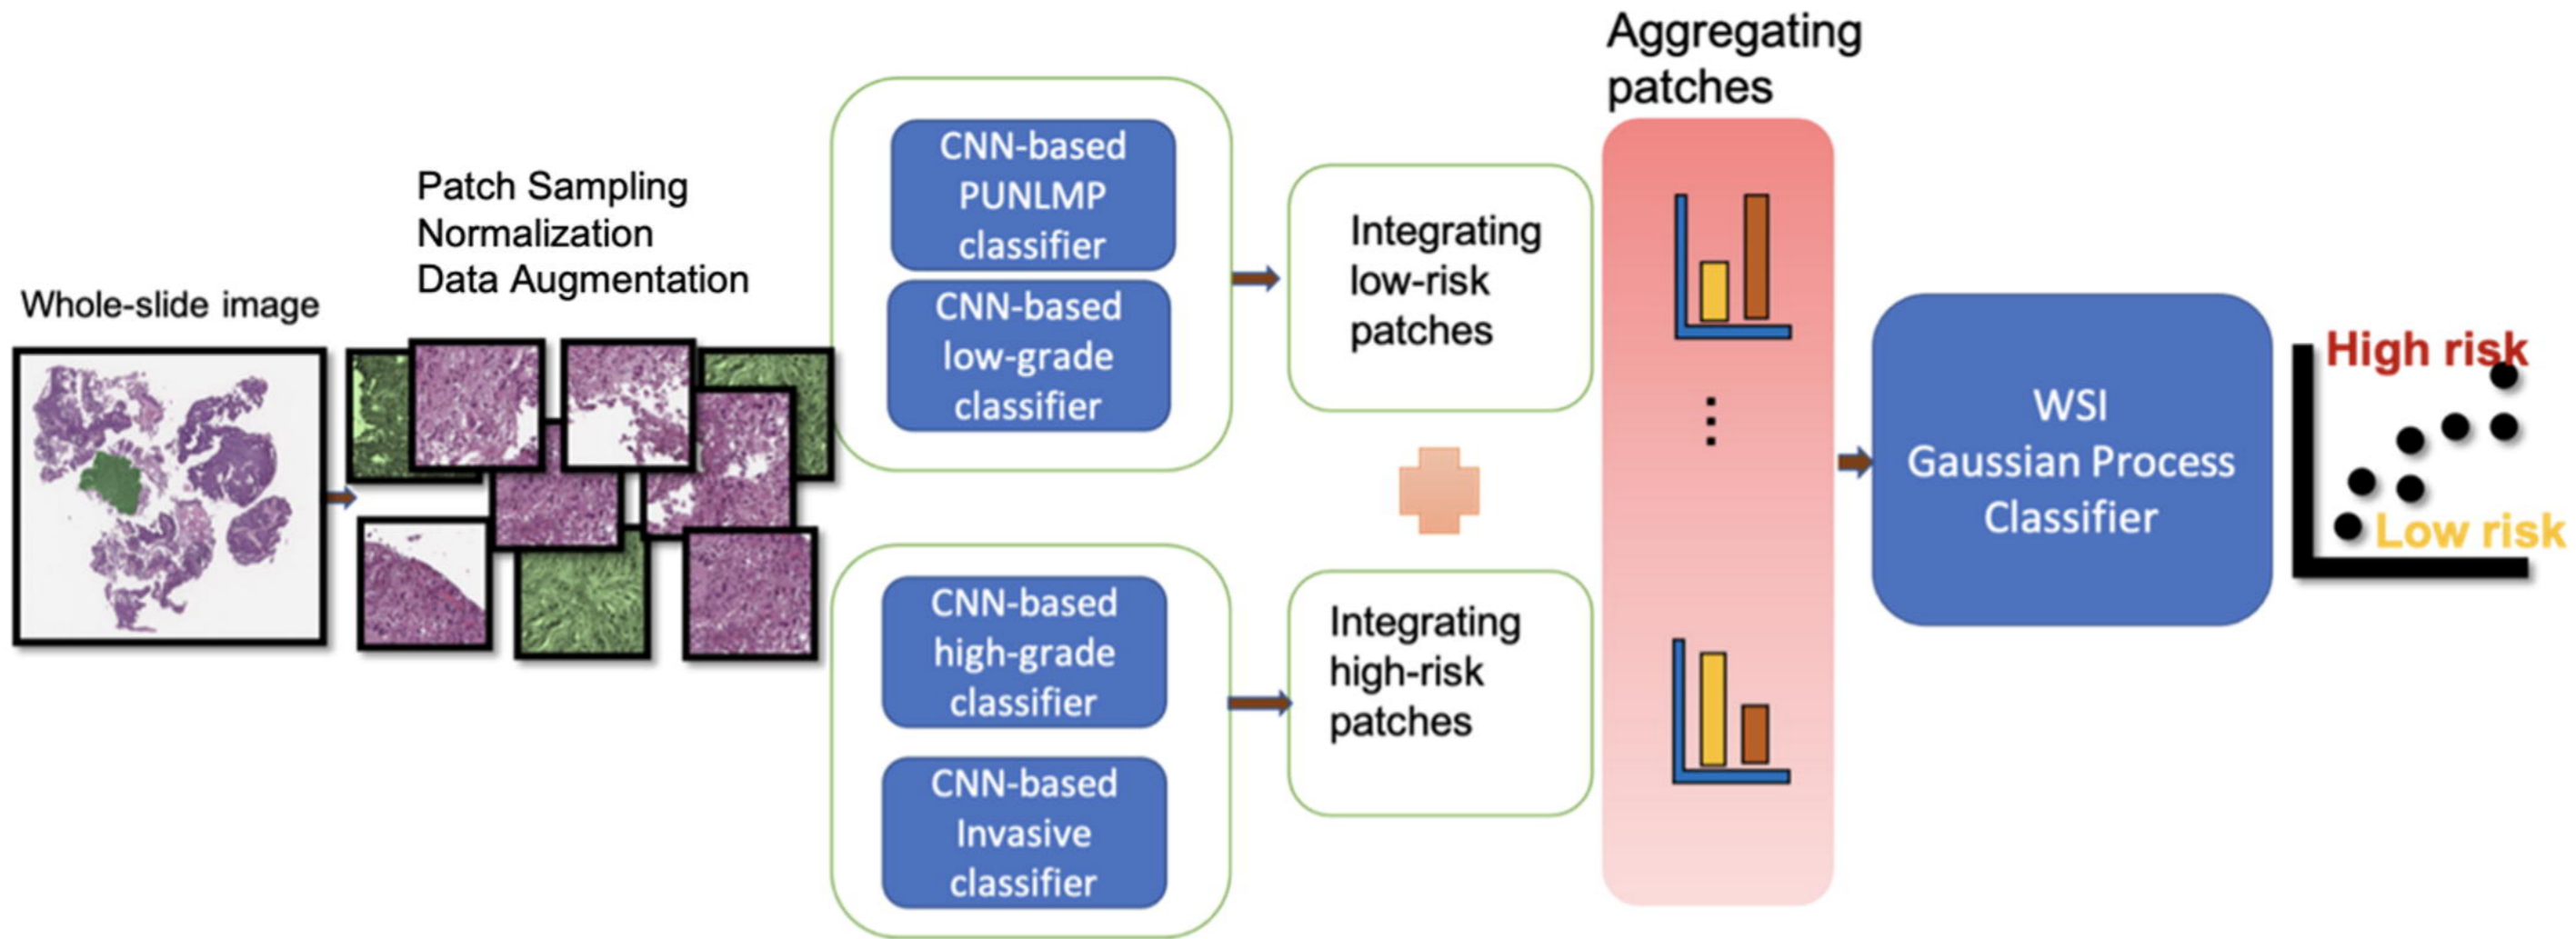 Whole-slide image
Patch Sampling
Normalization
Data Augmentation
CNN-based
PUNLMP
classifier
CNN-based
low-grade
classifier
CNN-based
high-grade
classifier
CNN-based
Invasive
classifier
Integrating
low-risk
patches
Integrating
high-risk
patches
Aggregating
patches
WSI
Gaussian Process
Classifier
High risk
Low risk